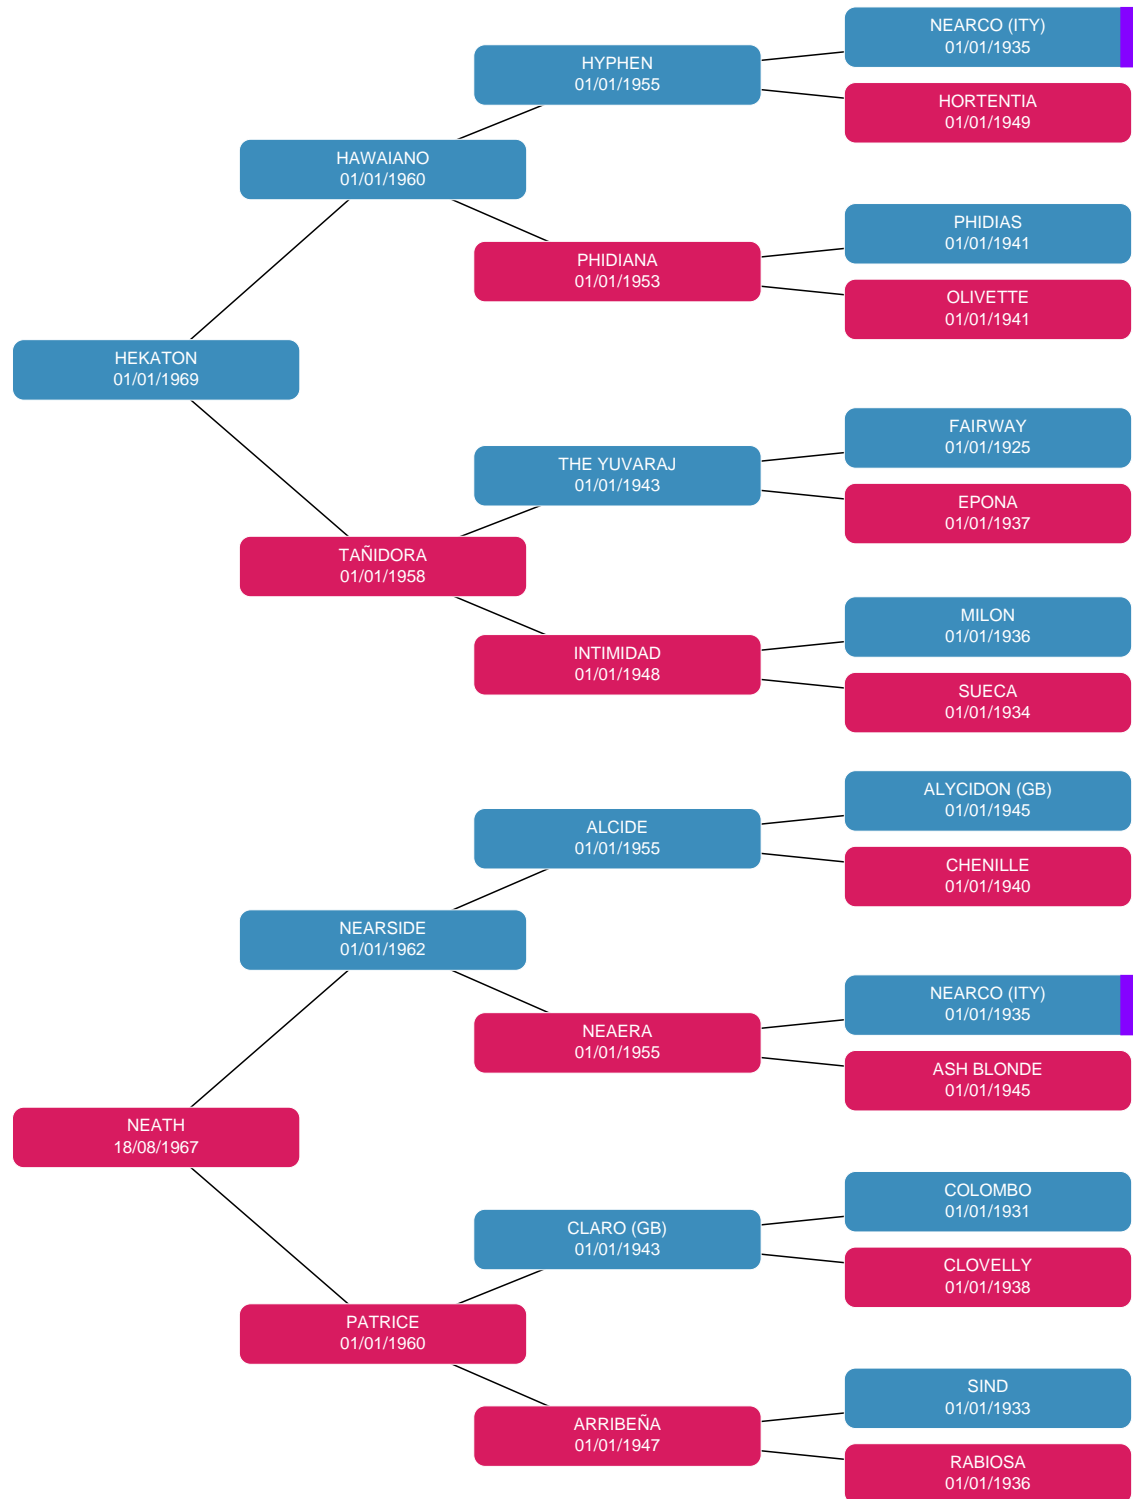 NEARCO (ITY)
01/01/1935
HYPHEN
01/01/1955
HORTENTIA
01/01/1949
HAWAIANO
01/01/1960
PHIDIAS
01/01/1941
PHIDIANA
01/01/1953
OLIVETTE
01/01/1941
HEKATON
01/01/1969
FAIRWAY
01/01/1925
THE YUVARAJ
01/01/1943
EPONA
01/01/1937
TAÑIDORA
01/01/1958
MILON
01/01/1936
INTIMIDAD
01/01/1948
SUECA
01/01/1934
ALYCIDON (GB)
01/01/1945
ALCIDE
01/01/1955
CHENILLE
01/01/1940
NEARSIDE
01/01/1962
NEARCO (ITY)
01/01/1935
NEAERA
01/01/1955
ASH BLONDE
01/01/1945
NEATH
18/08/1967
COLOMBO
01/01/1931
CLARO (GB)
01/01/1943
CLOVELLY
01/01/1938
PATRICE
01/01/1960
SIND
01/01/1933
ARRIBEÑA
01/01/1947
RABIOSA
01/01/1936